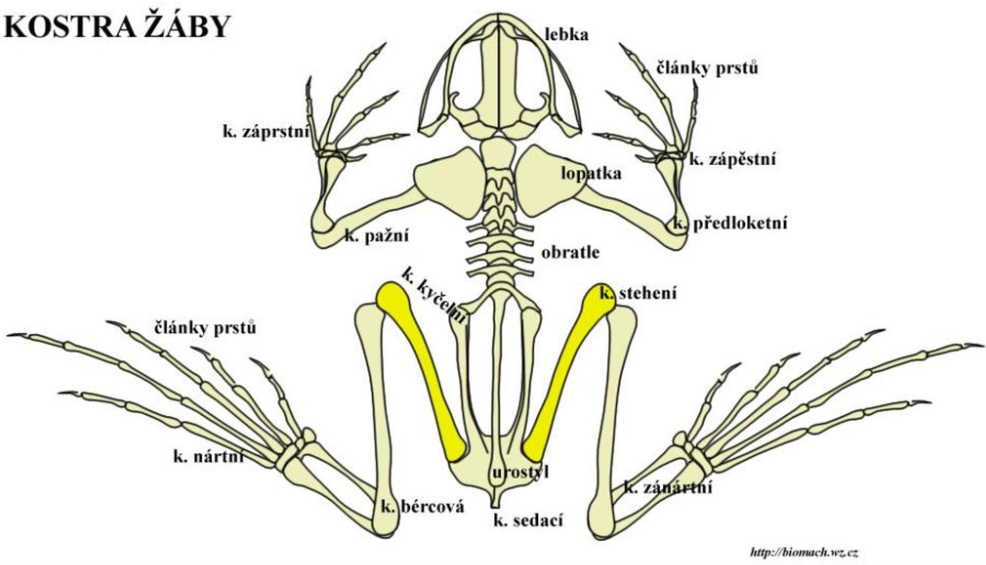 KOSTRA ŽÁBY
lebka
články prstů
k. záprstní
k. zápěstní
lopatka
k. předloketní
k. pažní
obratle
k. kyčelní
k. stehení
články prstů
k. nártní
urostyl
k. zánártní
k. bércová
k. sedací
http://biomach.wz.cz